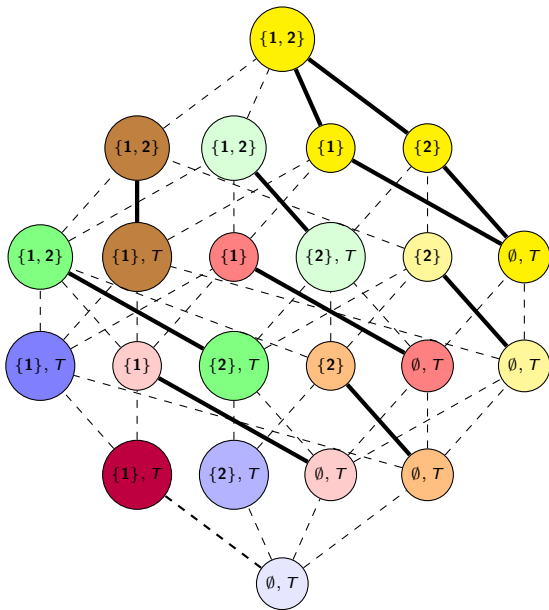 {1, 2}
{1, 2} {1, 2} {1} {2}
{1, 2} {1}, T {1} {2}, T {2} ∅, T
{1}, T {1} {2}, T {2} ∅, T ∅, T
{1}, T {2}, T ∅, T ∅, T
∅, T